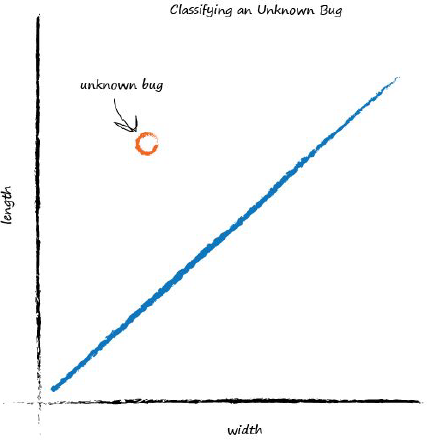 Classifying an Unknown Bug
unknown bug
length
width